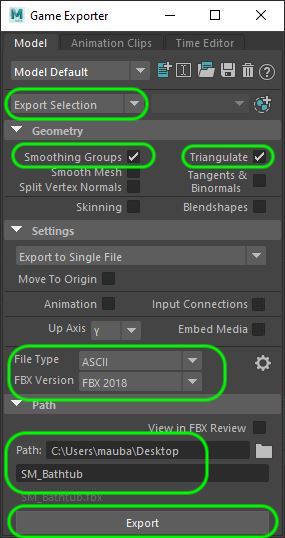 Game Exporter
Model Animation Clips Time Editor
Model Default
Export Selection
Geometry
Smoothing Groups Triangulate
Smooth Mesh Tangents &
Split Vertex Normals Binormals
Skinning Blendshapes
Settings
Export to Single File
Move To Origin
Animation Input Connections
Up Axis Y Embed Media
File Type ASCII
FBX Version FBX 2018
Path
View in FBX Review
Path: C:\Users\mauba\Desktop
SM_Bathtub
SM_Bathtub.fbx
Export